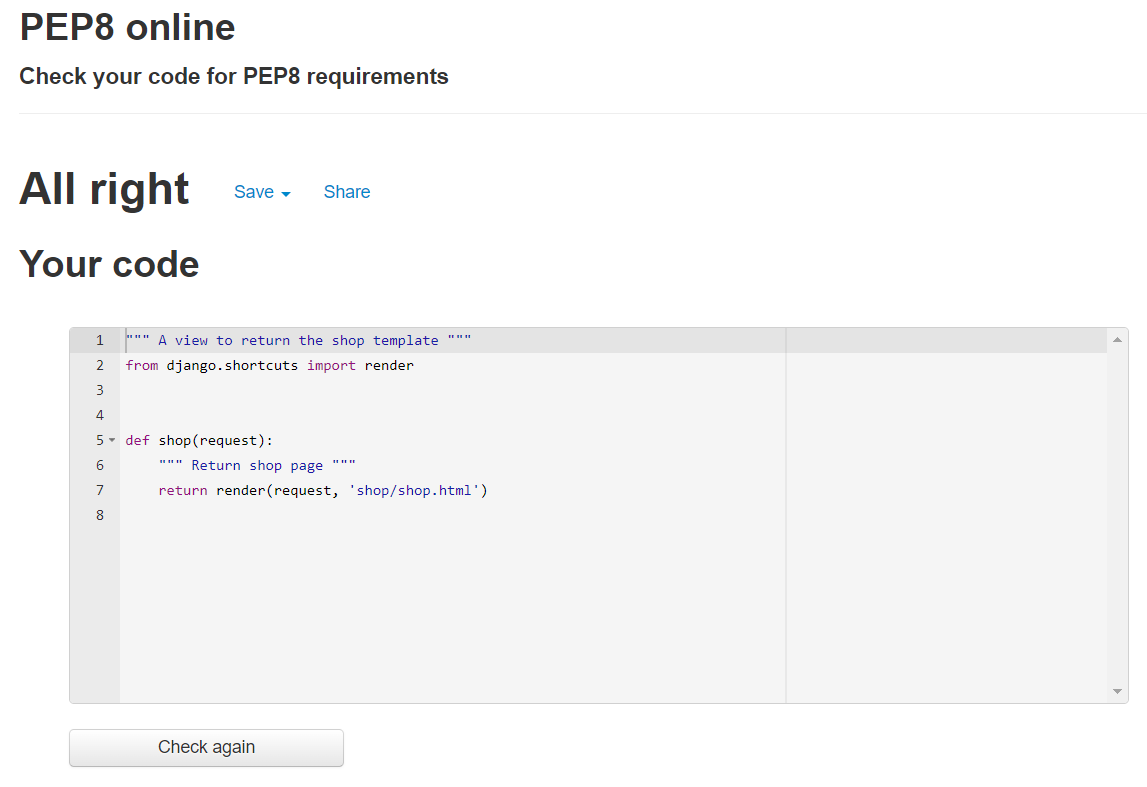 PEP8 online
Check your code for PEP8 requirements
All right Save Share
Your code
1 """ A view to return the shop template """
2 from django.shortcuts import render
3
4
5 def shop(request):
6     """ Return shop page """
7     return render(request, 'shop/shop.html')
8
Check again